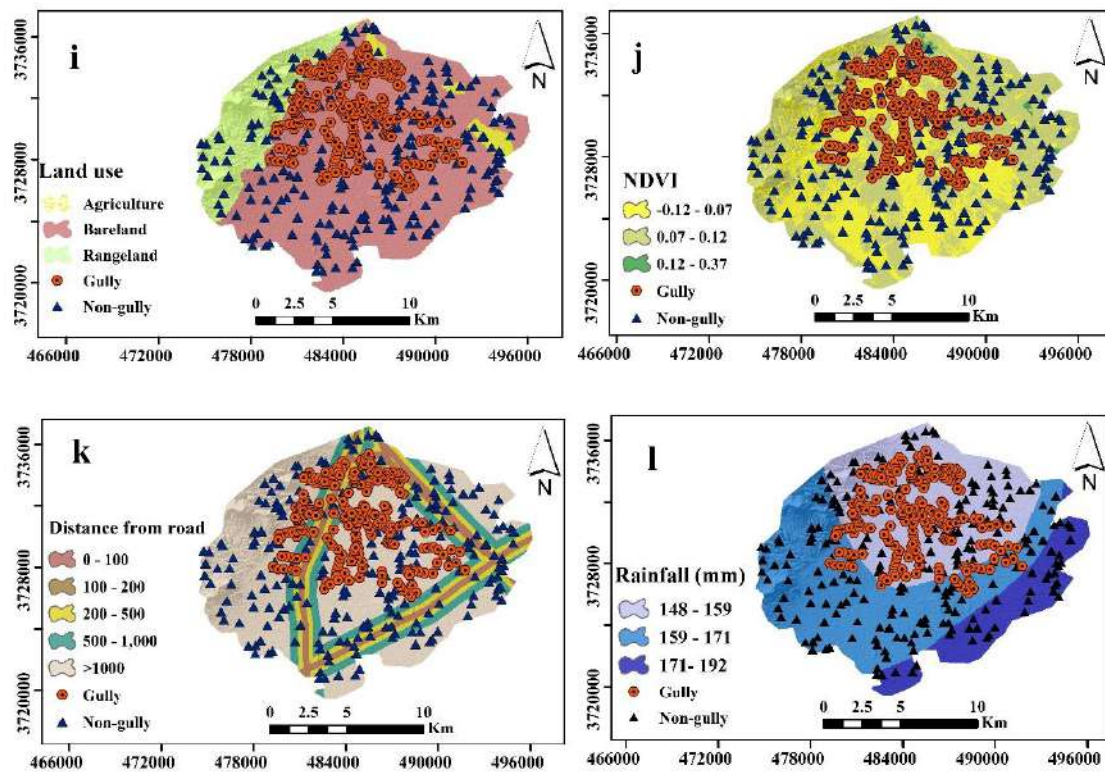 i
N
3736000
3728000
3720000
Land use
Agriculture
Bareland
Rangeland
Gully
Non-gully
0 2.5 5 10
Km
466000 472000 478000 484000 490000 496000
j
N
3736000
3728000
3720000
NDVI
-0.12 - 0.07
0.07 - 0.12
0.12 - 0.37
Gully
Non-gully
0 2.5 5 10
Km
466000 472000 478000 484000 490000 496000
k
N
3736000
3728000
3720000
Distance from road
0 - 100
100 - 200
200 - 500
500 - 1,000
>1000
Gully
Non-gully
0 2.5 5 10
Km
466000 472000 478000 484000 490000 496000
l
N
3736000
3728000
3720000
Rainfall (mm)
148 - 159
159 - 171
171- 192
Gully
Non-gully
0 2.5 5 10
Km
466000 472000 478000 484000 490000 496000